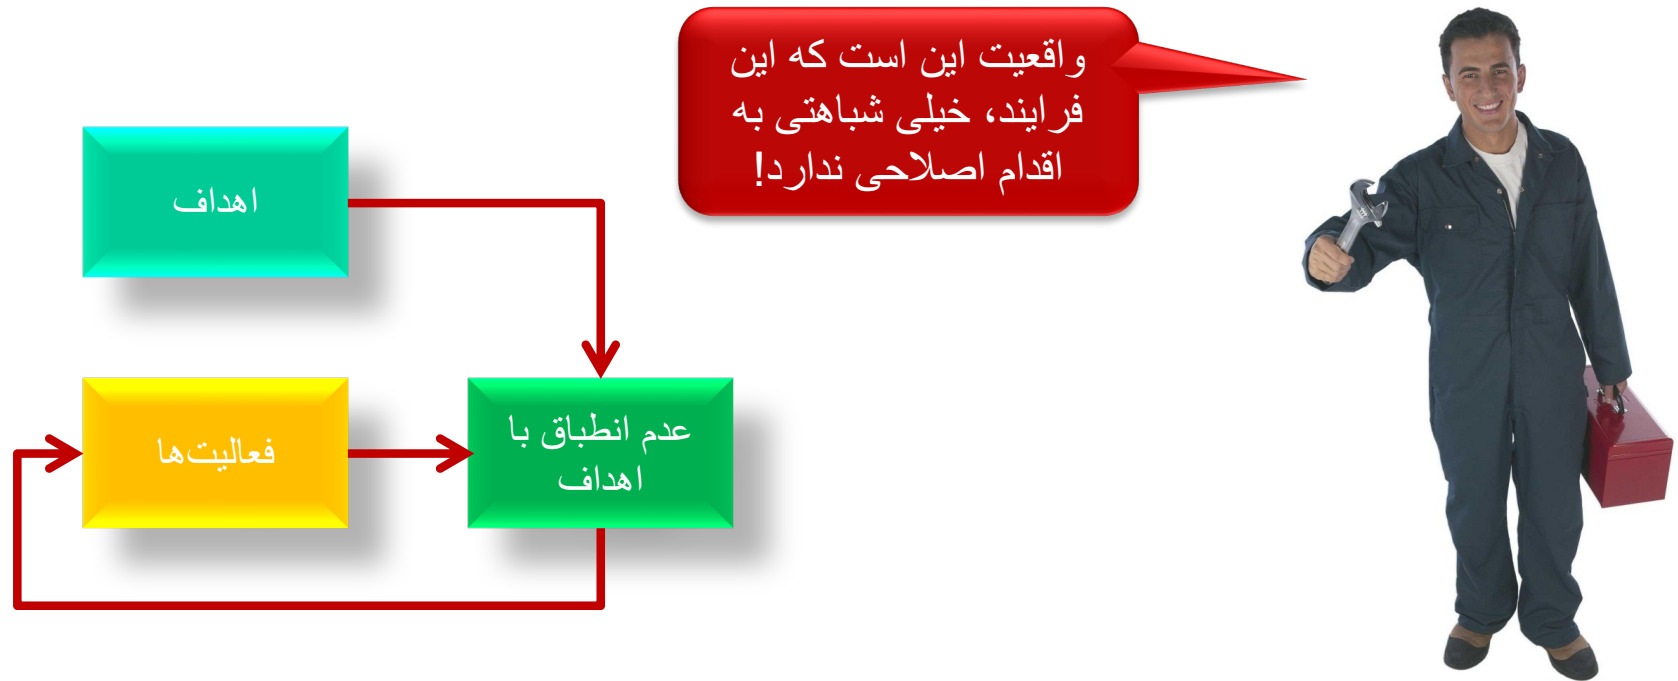 واقعیت این است که این
فرایند، خیلی شباهتی به
اقدام اصلاحی ندارد!
اهداف
فعالیت‌ها
عدم انطباق با
اهداف